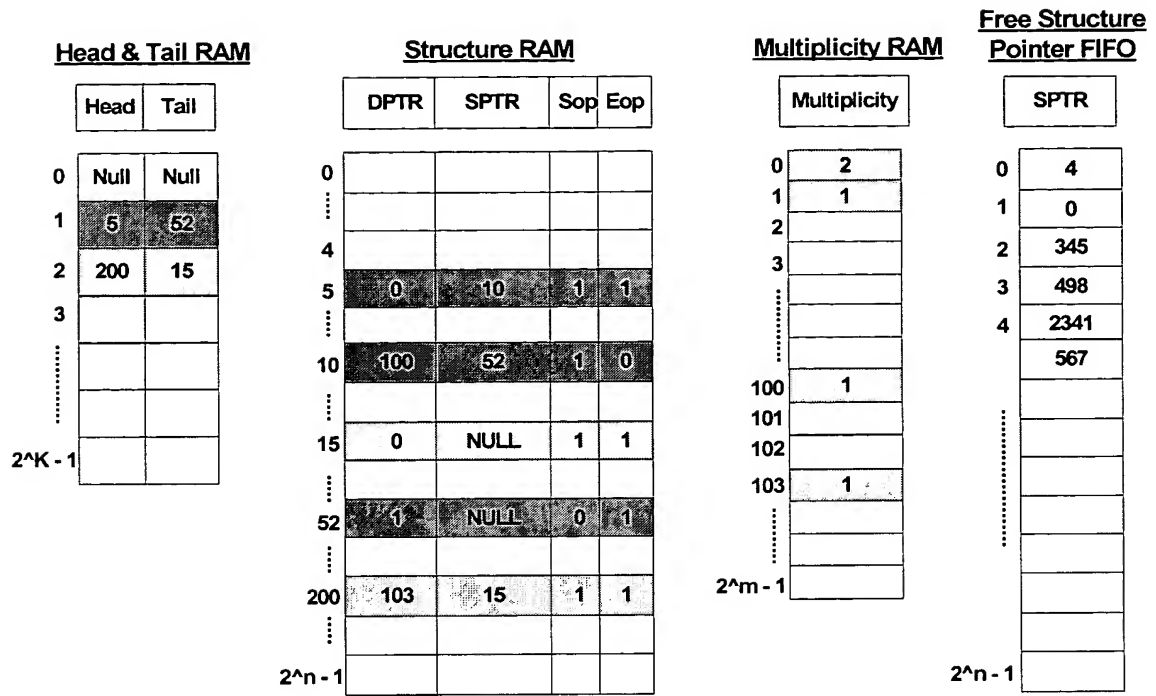 Head & Tail RAM
Head Tail
0 Null Null
1 5 52
2 200 15
3
2^K - 1
Structure RAM
DPTR SPTR Sop Eop
0
4
5 0 10 1 1
10 100 52 1 0
15 0 NULL 1 1
52 1 NULL 0 1
200 103 15 1 1
2^n - 1
Multiplicity RAM
Multiplicity
0 2
1 1
2
3
100 1
101
102
103 1
2^m - 1
Free Structure
Pointer FIFO
SPTR
0 4
1 0
2 345
3 498
4 2341
567
2^n - 1